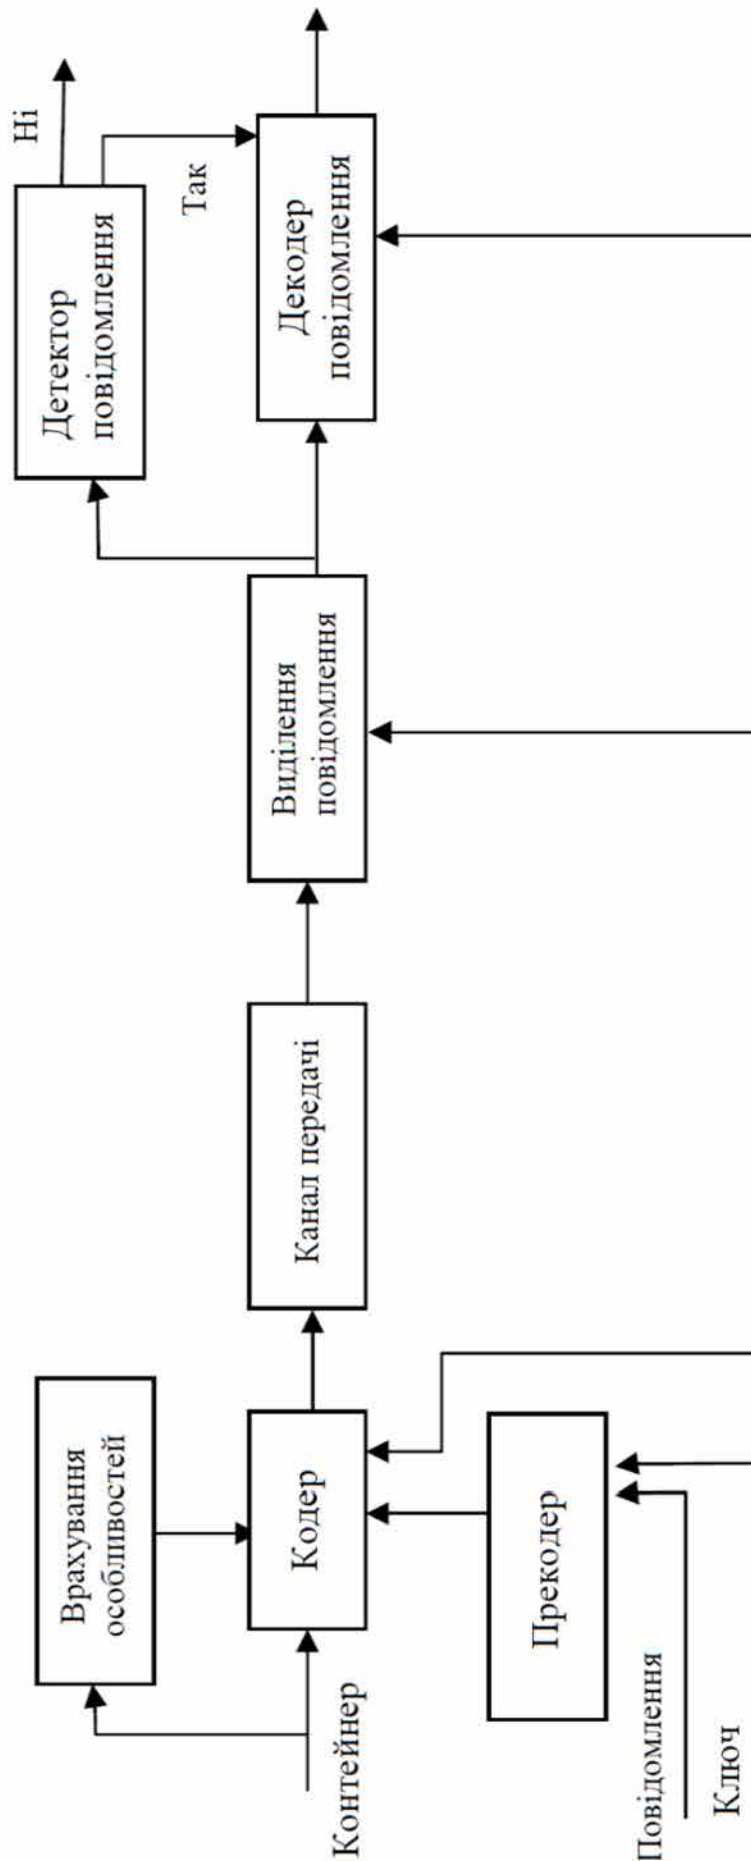 Врахування
особливостей
Контейнер
Кодер
Прекодер
Повідомлення
Ключ
Канал передачі
Виділення
повідомлення
Детектор
повідомлення
Ні
Так
Декодер
повідомлення